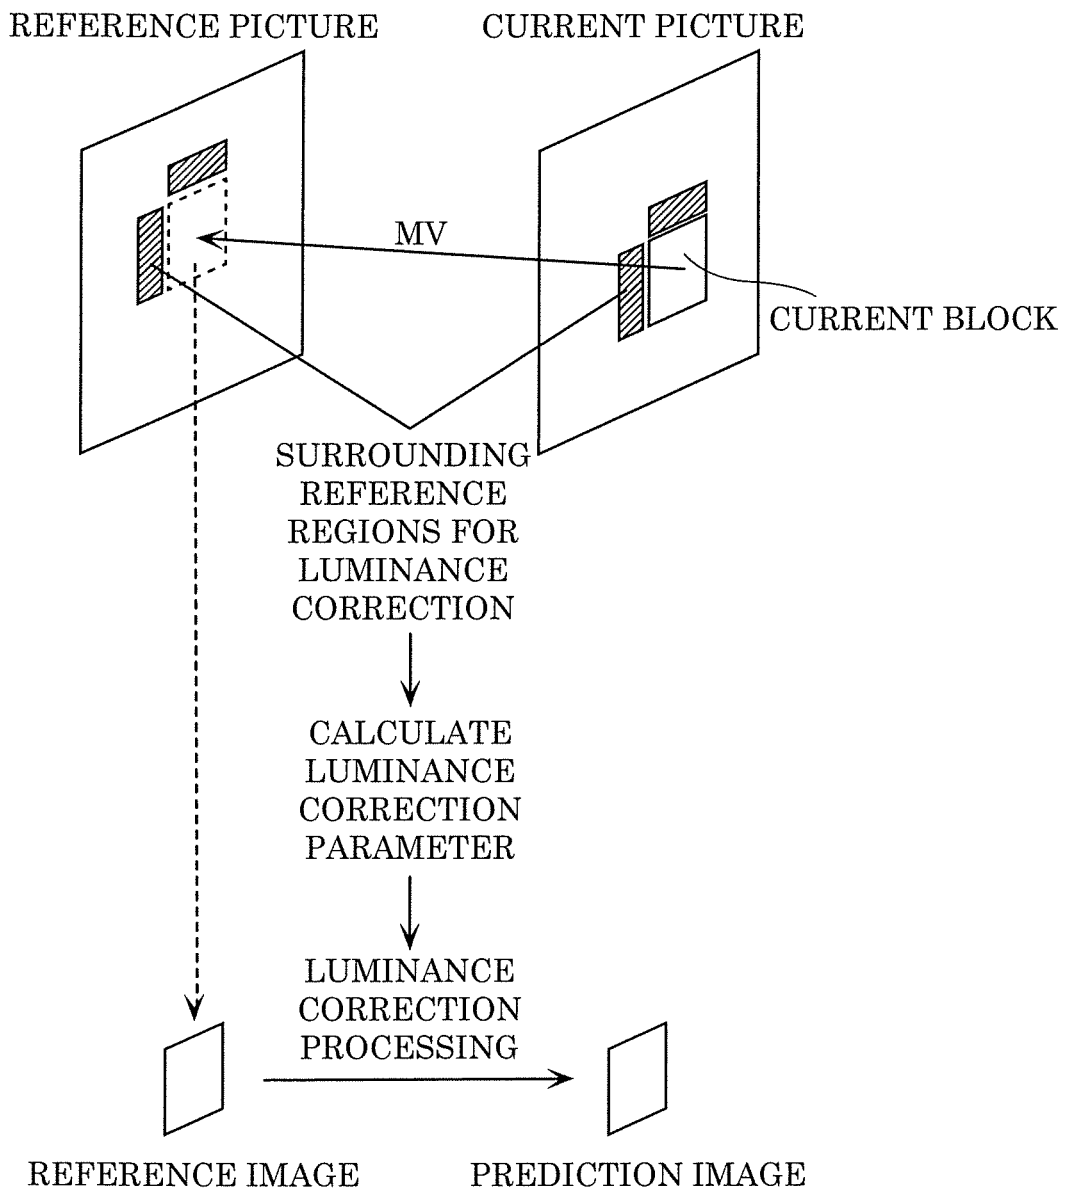 REFERENCE PICTURE
CURRENT PICTURE
MV
CURRENT BLOCK
SURROUNDING
REFERENCE
REGIONS FOR
LUMINANCE
CORRECTION
CALCULATE
LUMINANCE
CORRECTION
PARAMETER
LUMINANCE
CORRECTION
PROCESSING
REFERENCE IMAGE
PREDICTION IMAGE